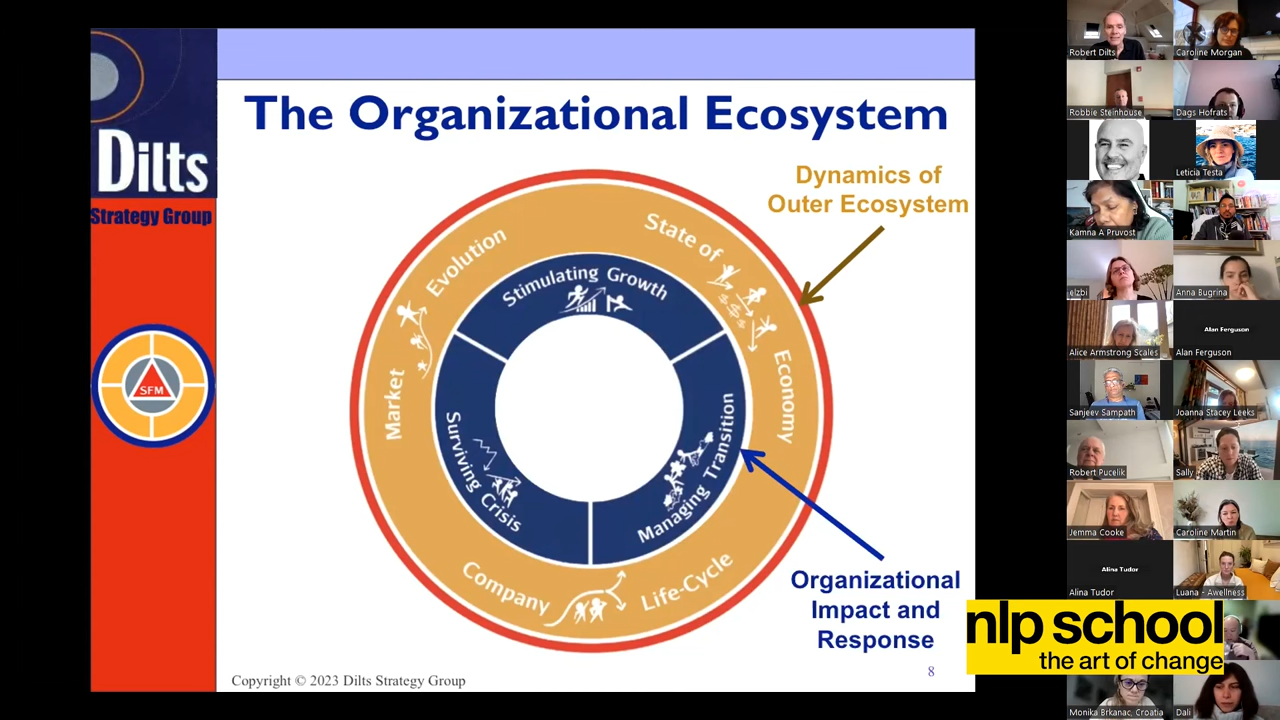 The Organizational Ecosystem
Dilts
Strategy Group
SFM
Dynamics of
Outer Ecosystem
Market Evolution
State of Economy
Company Life-Cycle
Stimulating Growth
Surviving Crisis
Managing Transition
Organizational
Impact and
Response
8
Copyright © 2023 Dilts Strategy Group
Robert Dilts
Caroline Morgan
Robbie Steinhouse
Dags Hofrats
Leticia Testa
Kamna A Pruvost
elzbi
Anna Bugrina
Alice Armstrong Scales
Alan Ferguson
Alan Ferguson
Sanjeev Sampath
Joanna Stacey Leeks
Robert Pucelik
Sally
Jemma Cooke
Caroline Martin
Alina Tudor
Alina Tudor
Luana - Awellness
nlp school
the art of change
Monika Brkanac, Croatia
Dali